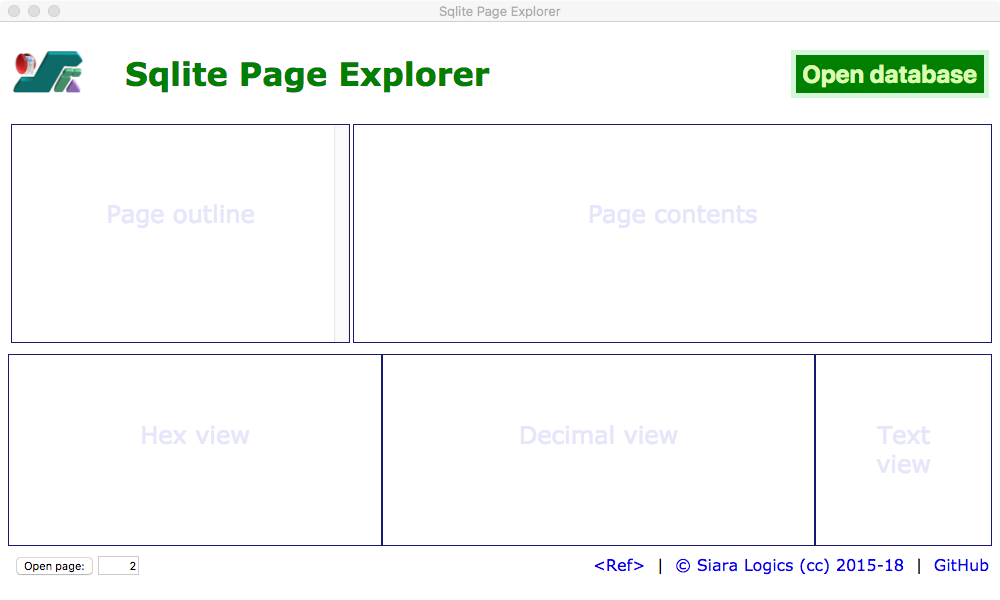 Sqlite Page Explorer
Sqlite Page Explorer
Open database
Page outline
Page contents
Hex view
Decimal view
Text
view
Open page: 2
<Ref> | © Siara Logics (cc) 2015-18 | GitHub